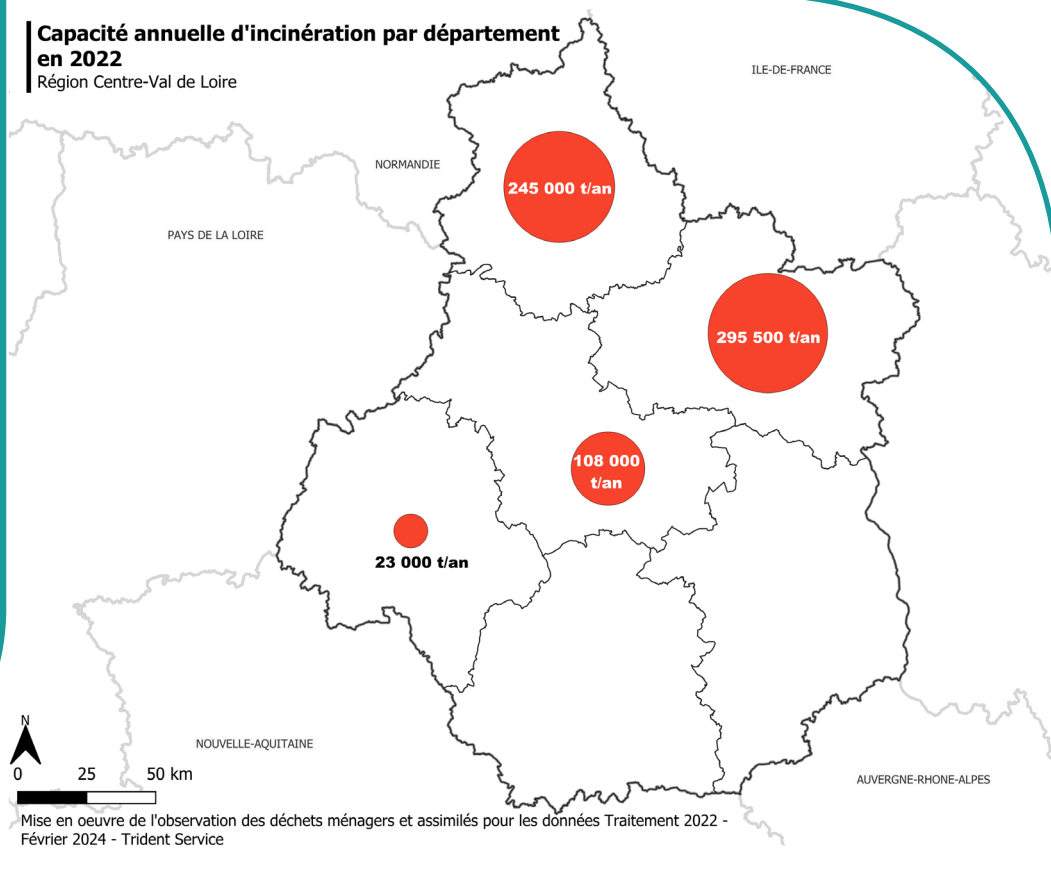 Capacité annuelle d'incinération par département
en 2022
Région Centre-Val de Loire
ILE-DE-FRANCE
NORMANDIE
245 000 t/an
PAYS DE LA LOIRE
295 500 t/an
108 000
t/an
23 000 t/an
N
NOUVELLE-AQUITAINE
0 25 50 km
AUVERGNE-RHONE-ALPES
Mise en oeuvre de l'observation des déchets ménagers et assimilés pour les données Traitement 2022 -
Février 2024 - Trident Service